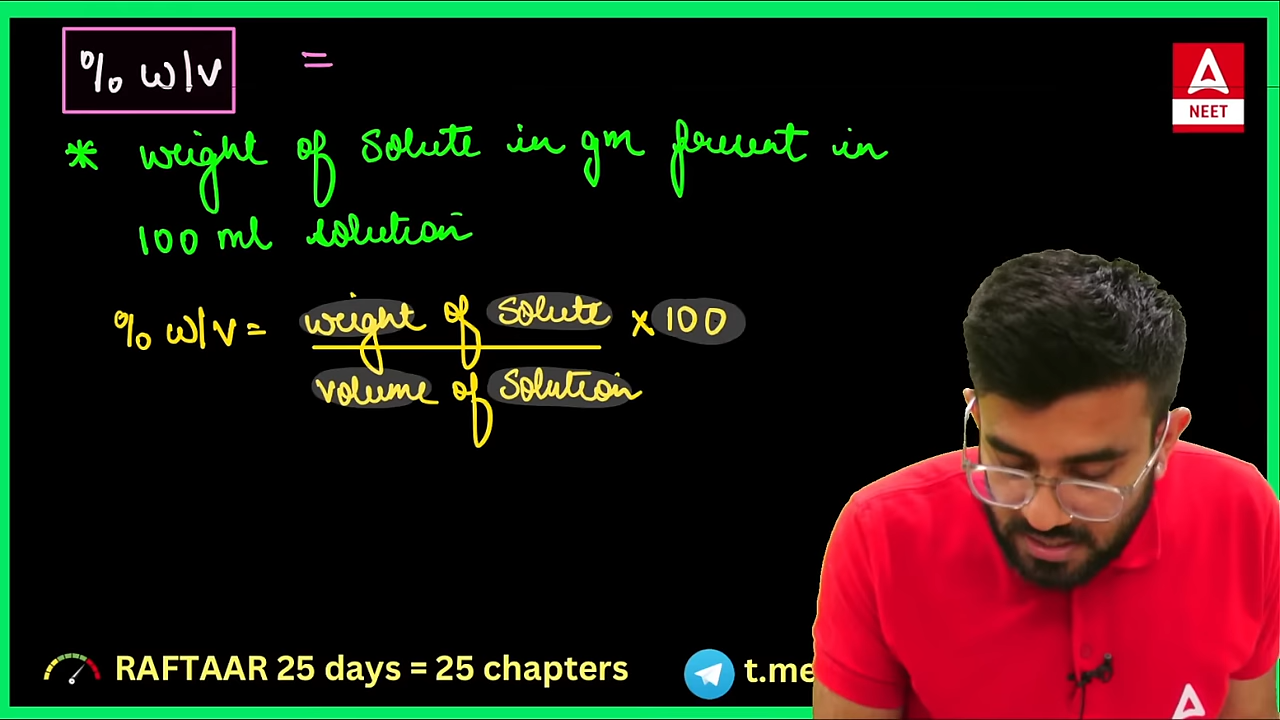 % w/v =
NEET
* weight of solute in gm present in
100 ml solution
% w/v = weight of solute × 100
volume of solution
RAFTAAR 25 days = 25 chapters
t.me